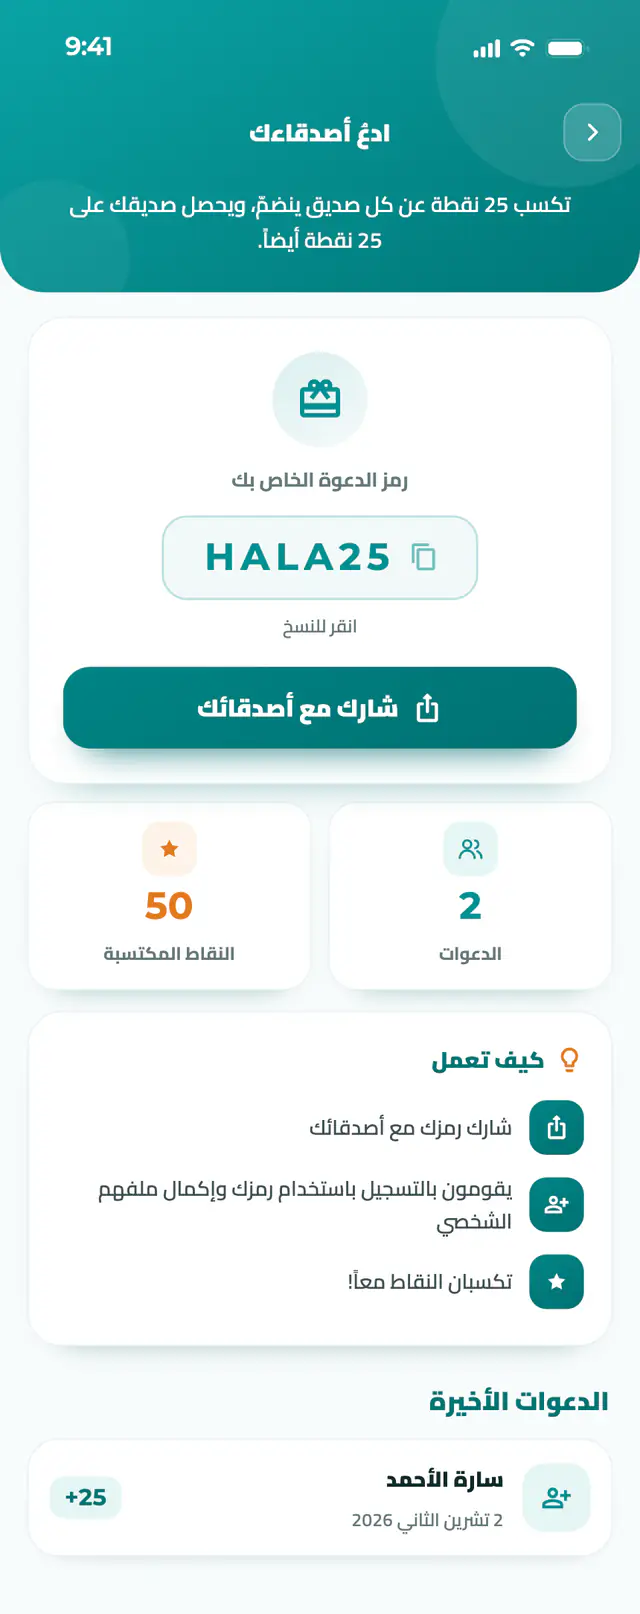 9:41
ادعُ أصدقاءك
تكسب 25 نقطة عن كل صديق ينضمّ، ويحصل صديقك على
25 نقطة أيضاً.
رمز الدعوة الخاص بك
HALA25
انقر للنسخ
شارك مع أصدقائك
2
الدعوات
50
النقاط المكتسبة
كيف تعمل
شارك رمزك مع أصدقائك
يقومون بالتسجيل باستخدام رمزك وإكمال ملفهم
الشخصي
تكسبان النقاط معاً!
الدعوات الأخيرة
سارة الأحمد
2 تشرين الثاني 2026
+25